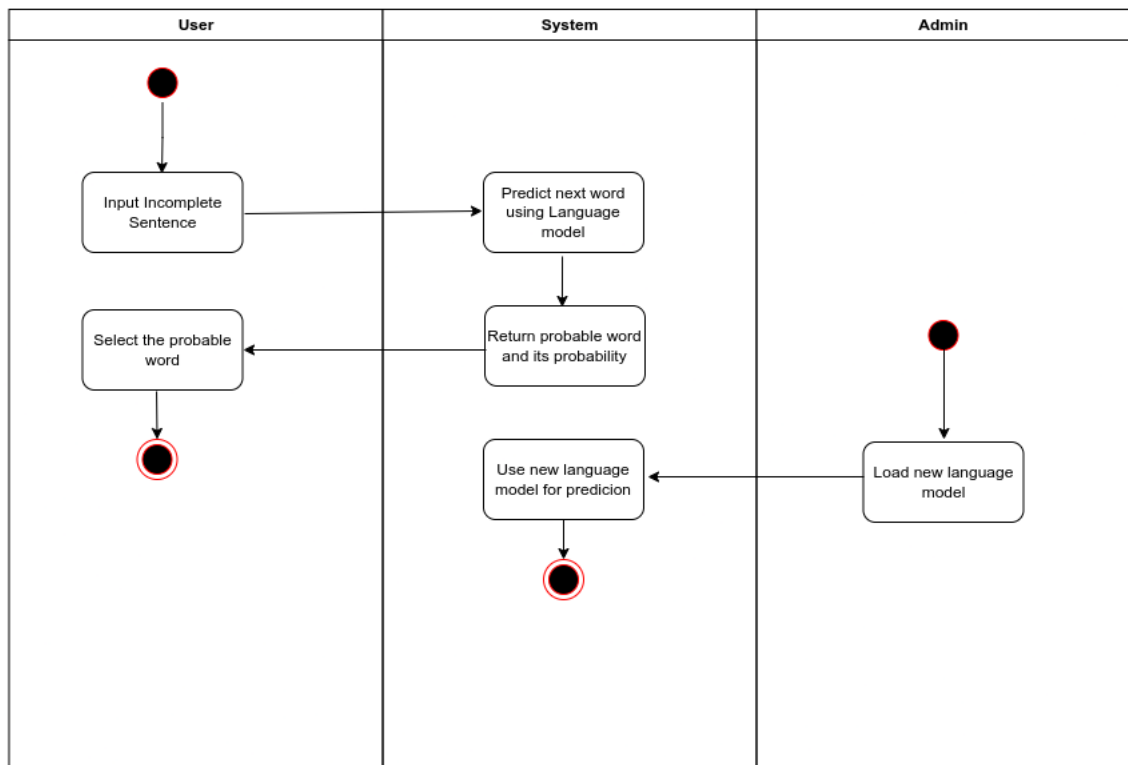 User
System
Admin
Input Incomplete
Sentence
Predict next word
using Language
model
Select the probable
word
Return probable word
and its probability
Use new language
model for predicion
Load new language
model